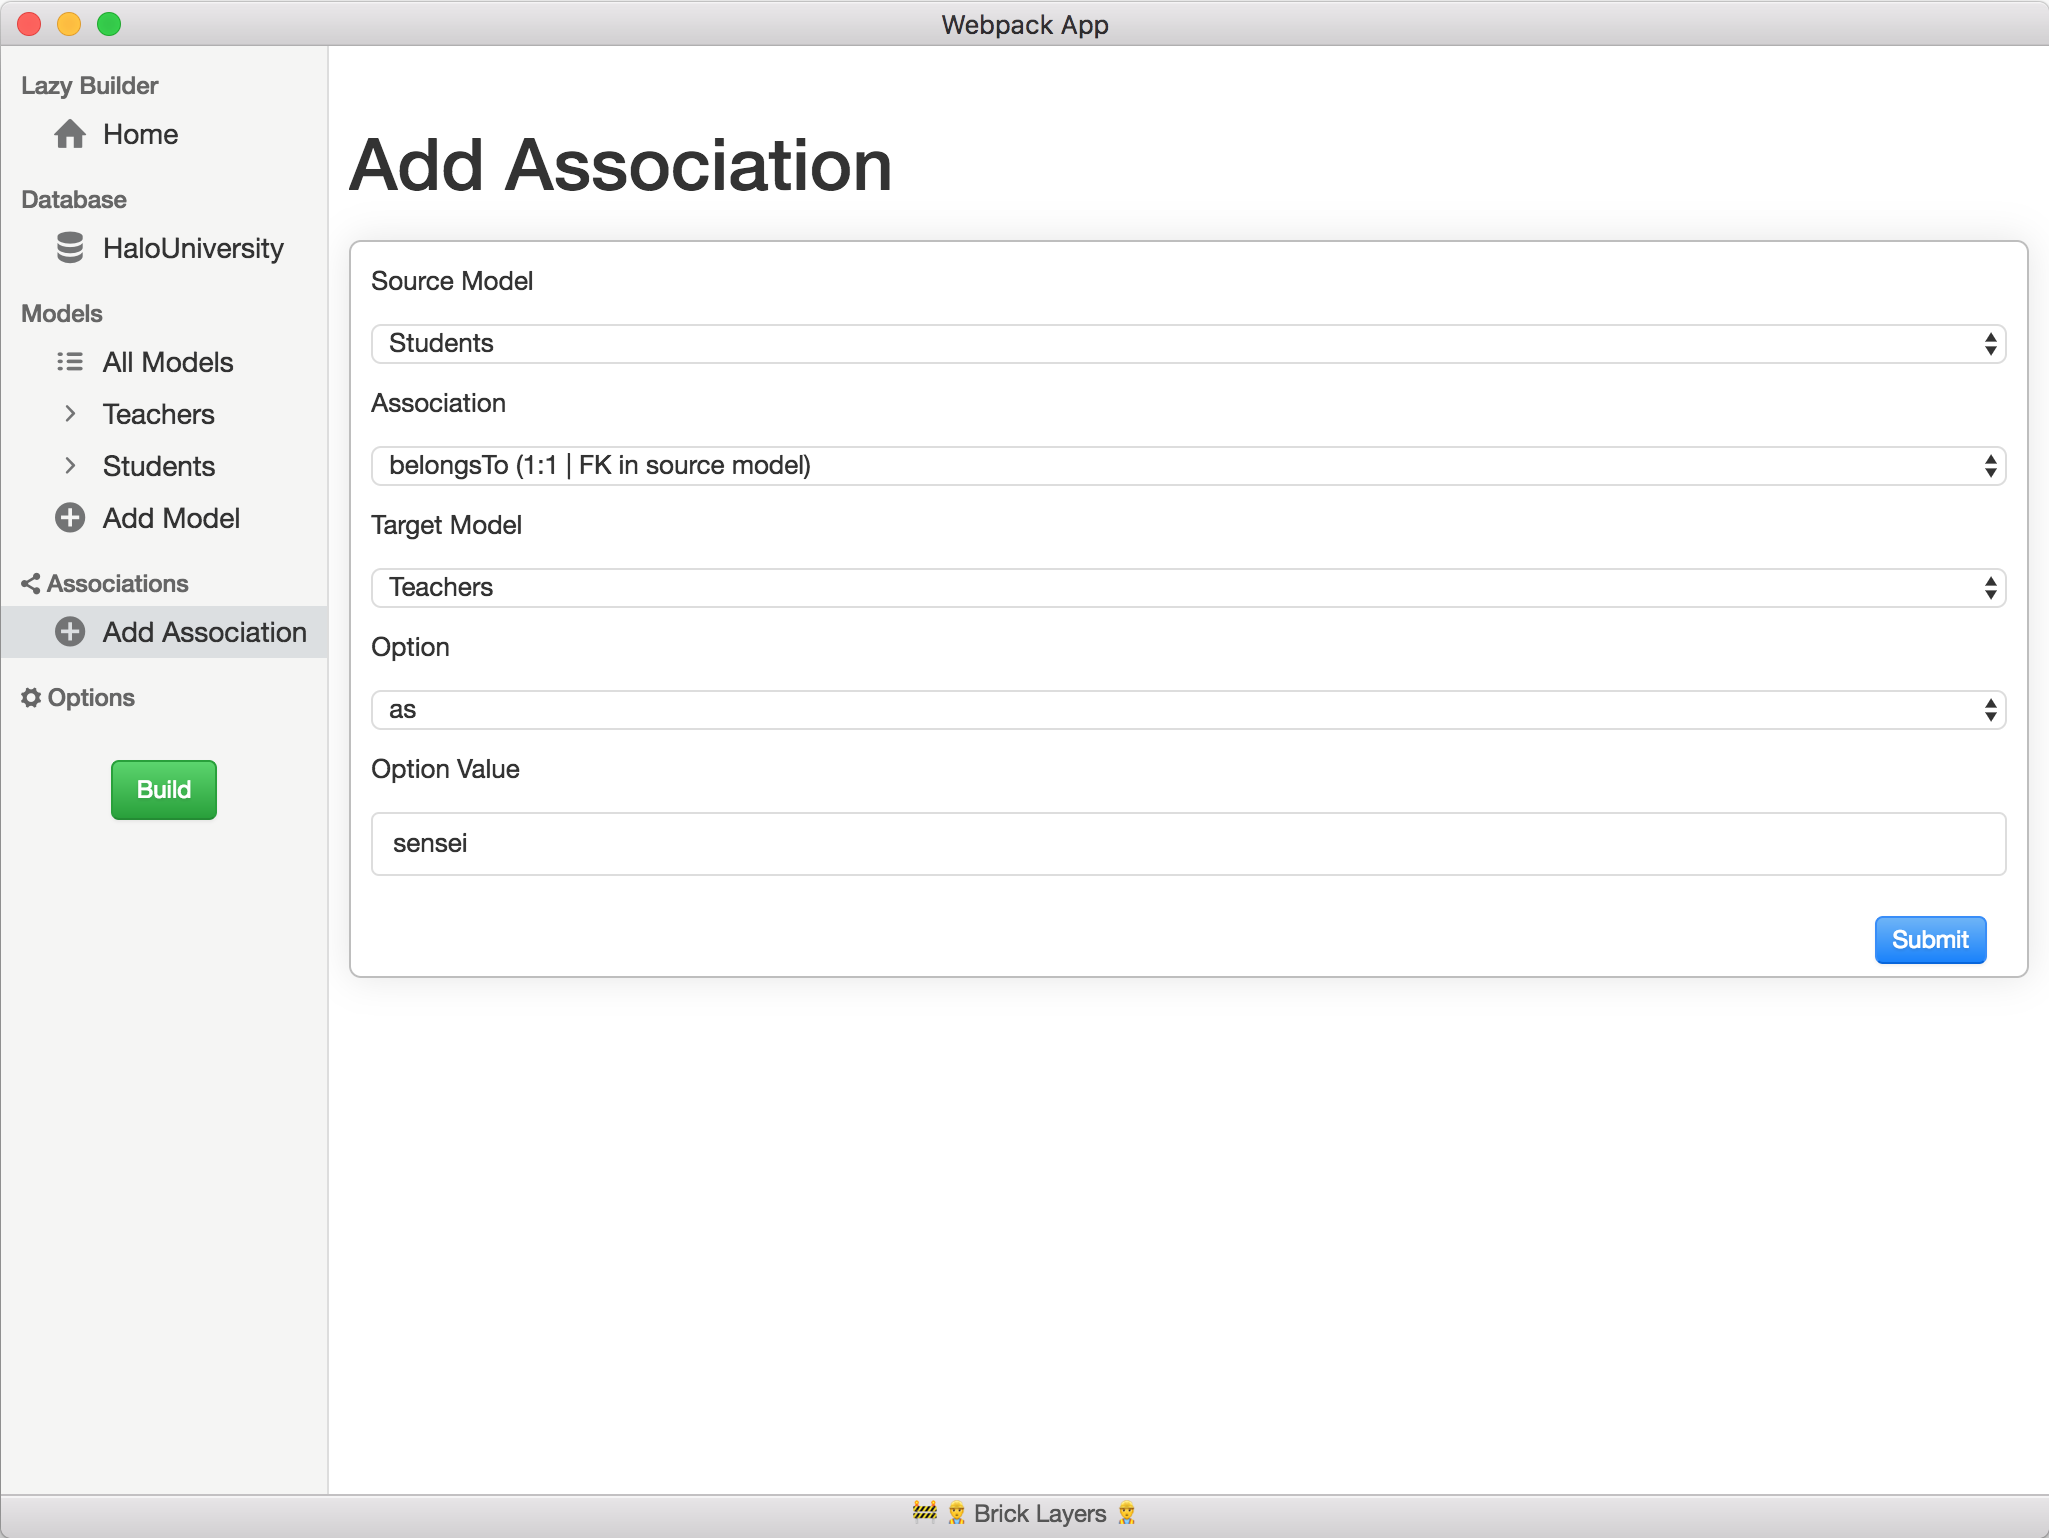 Webpack App
Lazy Builder
Home
Database
HaloUniversity
Models
All Models
Teachers
Students
Add Model
Associations
Add Association
Options
Build
Add Association
Source Model
Students
Association
belongsTo (1:1 | FK in source model)
Target Model
Teachers
Option
as
Option Value
sensei
Submit
🚧 👷 Brick Layers 👷